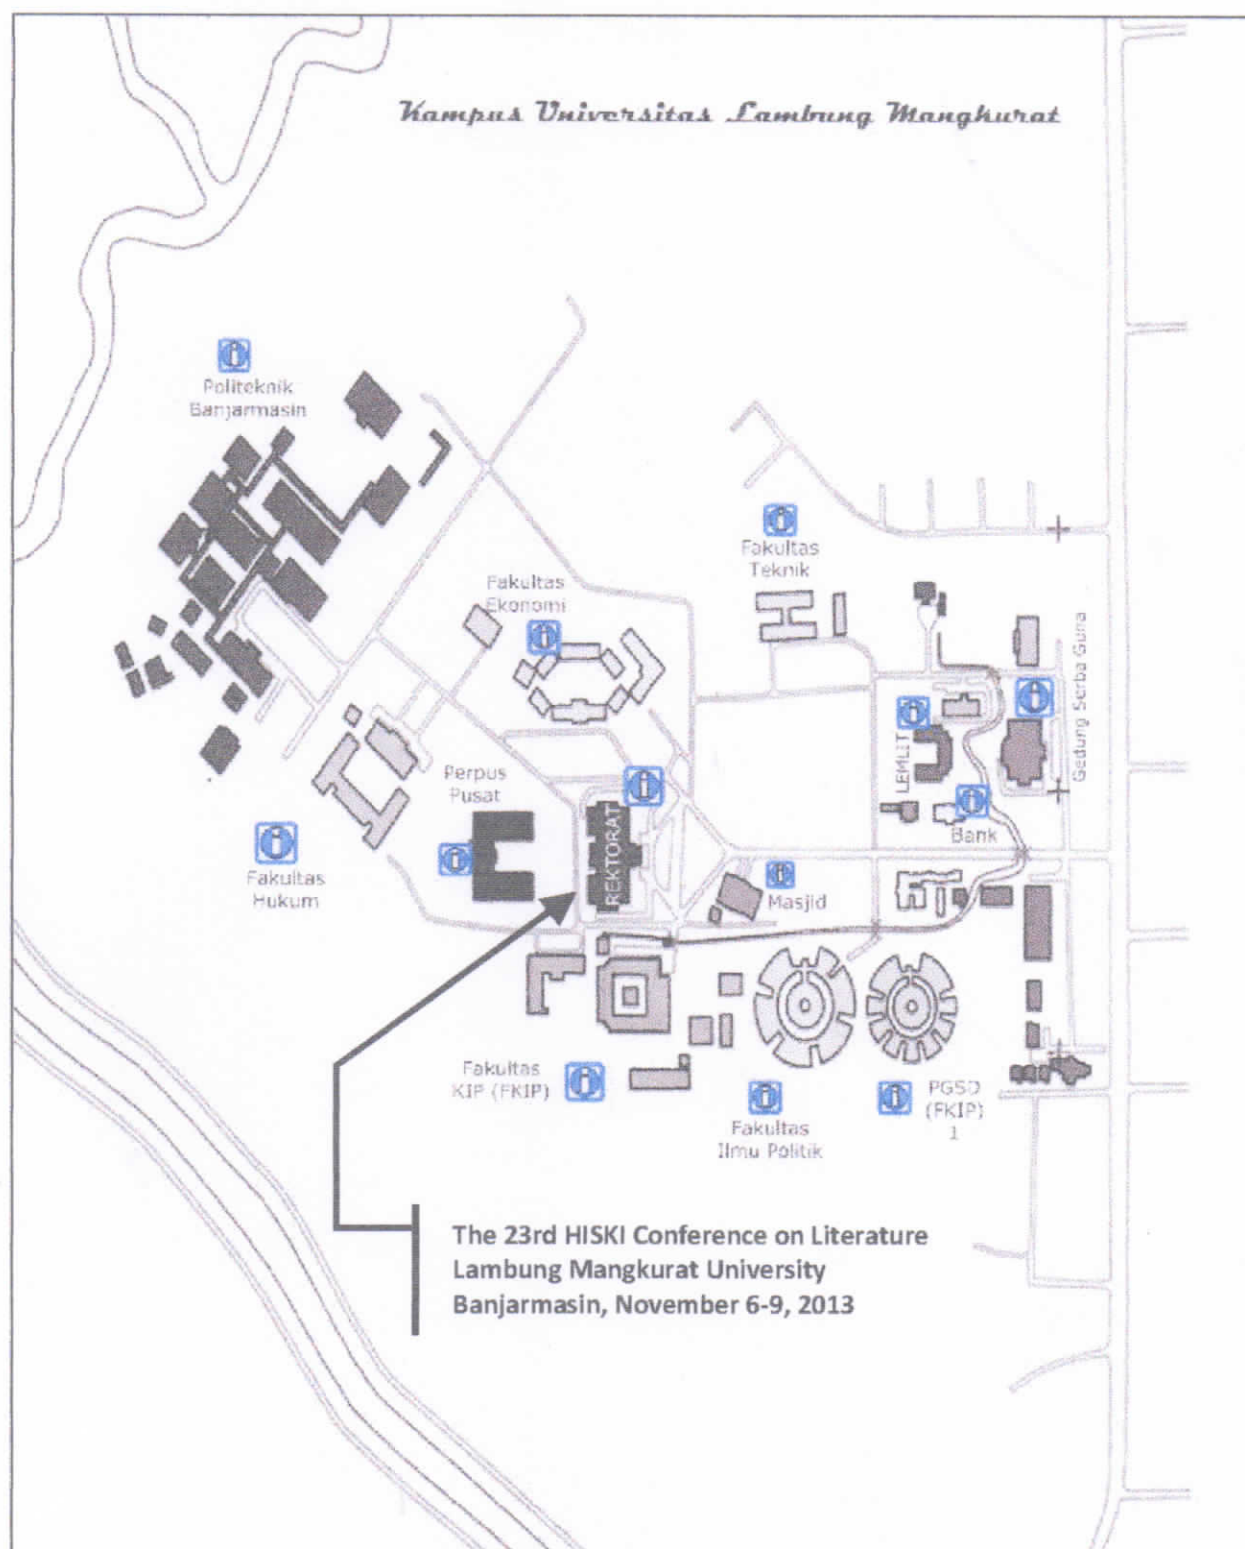 Kampus Universitas Lambung Mangkurat
Politeknik
Banjarmasin
Fakultas
Teknik
Fakultas
Ekonomi
Gedung Serba Guna
LEMLIT
Perpus
Pusat
REKTORAT
Bank
Fakultas
Hukum
Masjid
Fakultas
KIP (FKIP)
PGSD
(FKIP)
1
Fakultas
Ilmu Politik
The 23rd HISKI Conference on Literature
Lambung Mangkurat University
Banjarmasin, November 6-9, 2013